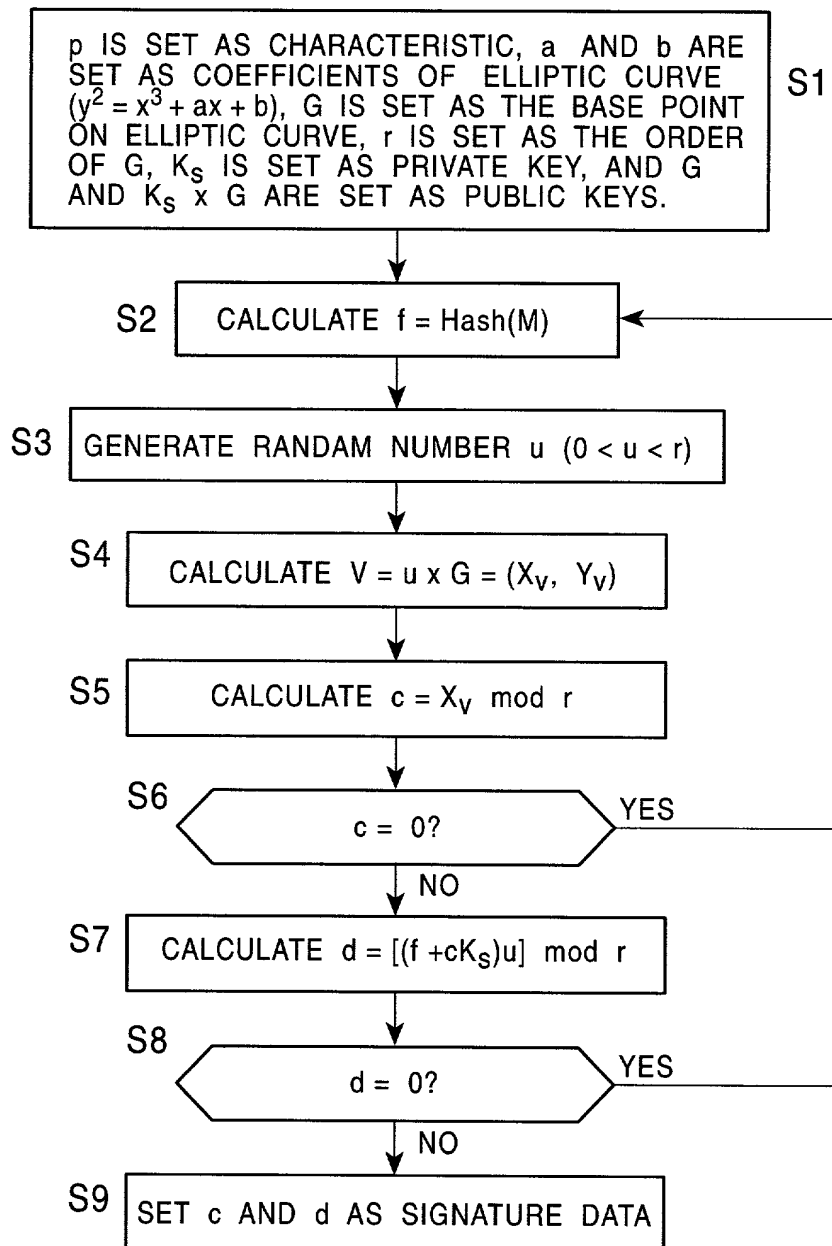 p IS SET AS CHARACTERISTIC, a AND b ARE
SET AS COEFFICIENTS OF ELLIPTIC CURVE
(y² = x³ + ax + b), G IS SET AS THE BASE POINT
ON ELLIPTIC CURVE, r IS SET AS THE ORDER
OF G, Kₛ IS SET AS PRIVATE KEY, AND G
AND Kₛ x G ARE SET AS PUBLIC KEYS.
S1
S2
CALCULATE f = Hash(M)
S3
GENERATE RANDAM NUMBER u (0 < u < r)
S4
CALCULATE V = u x G = (Xᵥ, Yᵥ)
S5
CALCULATE c = Xᵥ mod r
S6
c = 0?
YES
NO
S7
CALCULATE d = [(f +cKₛ)u] mod r
S8
d = 0?
YES
NO
S9
SET c AND d AS SIGNATURE DATA